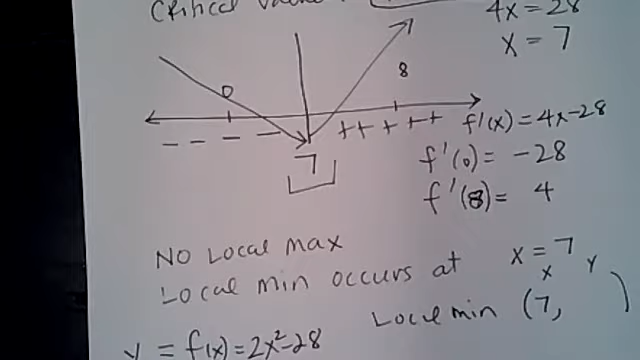 Critical
4x = 28
x = 7
0
8
- - - -
+ + + + +
7
f'(x) = 4x-28
f'(0) = -28
f'(8) = 4
NO Local max
Local min occurs at x = 7
x y
Local min (7, )
y = f(x) = 2x²-28